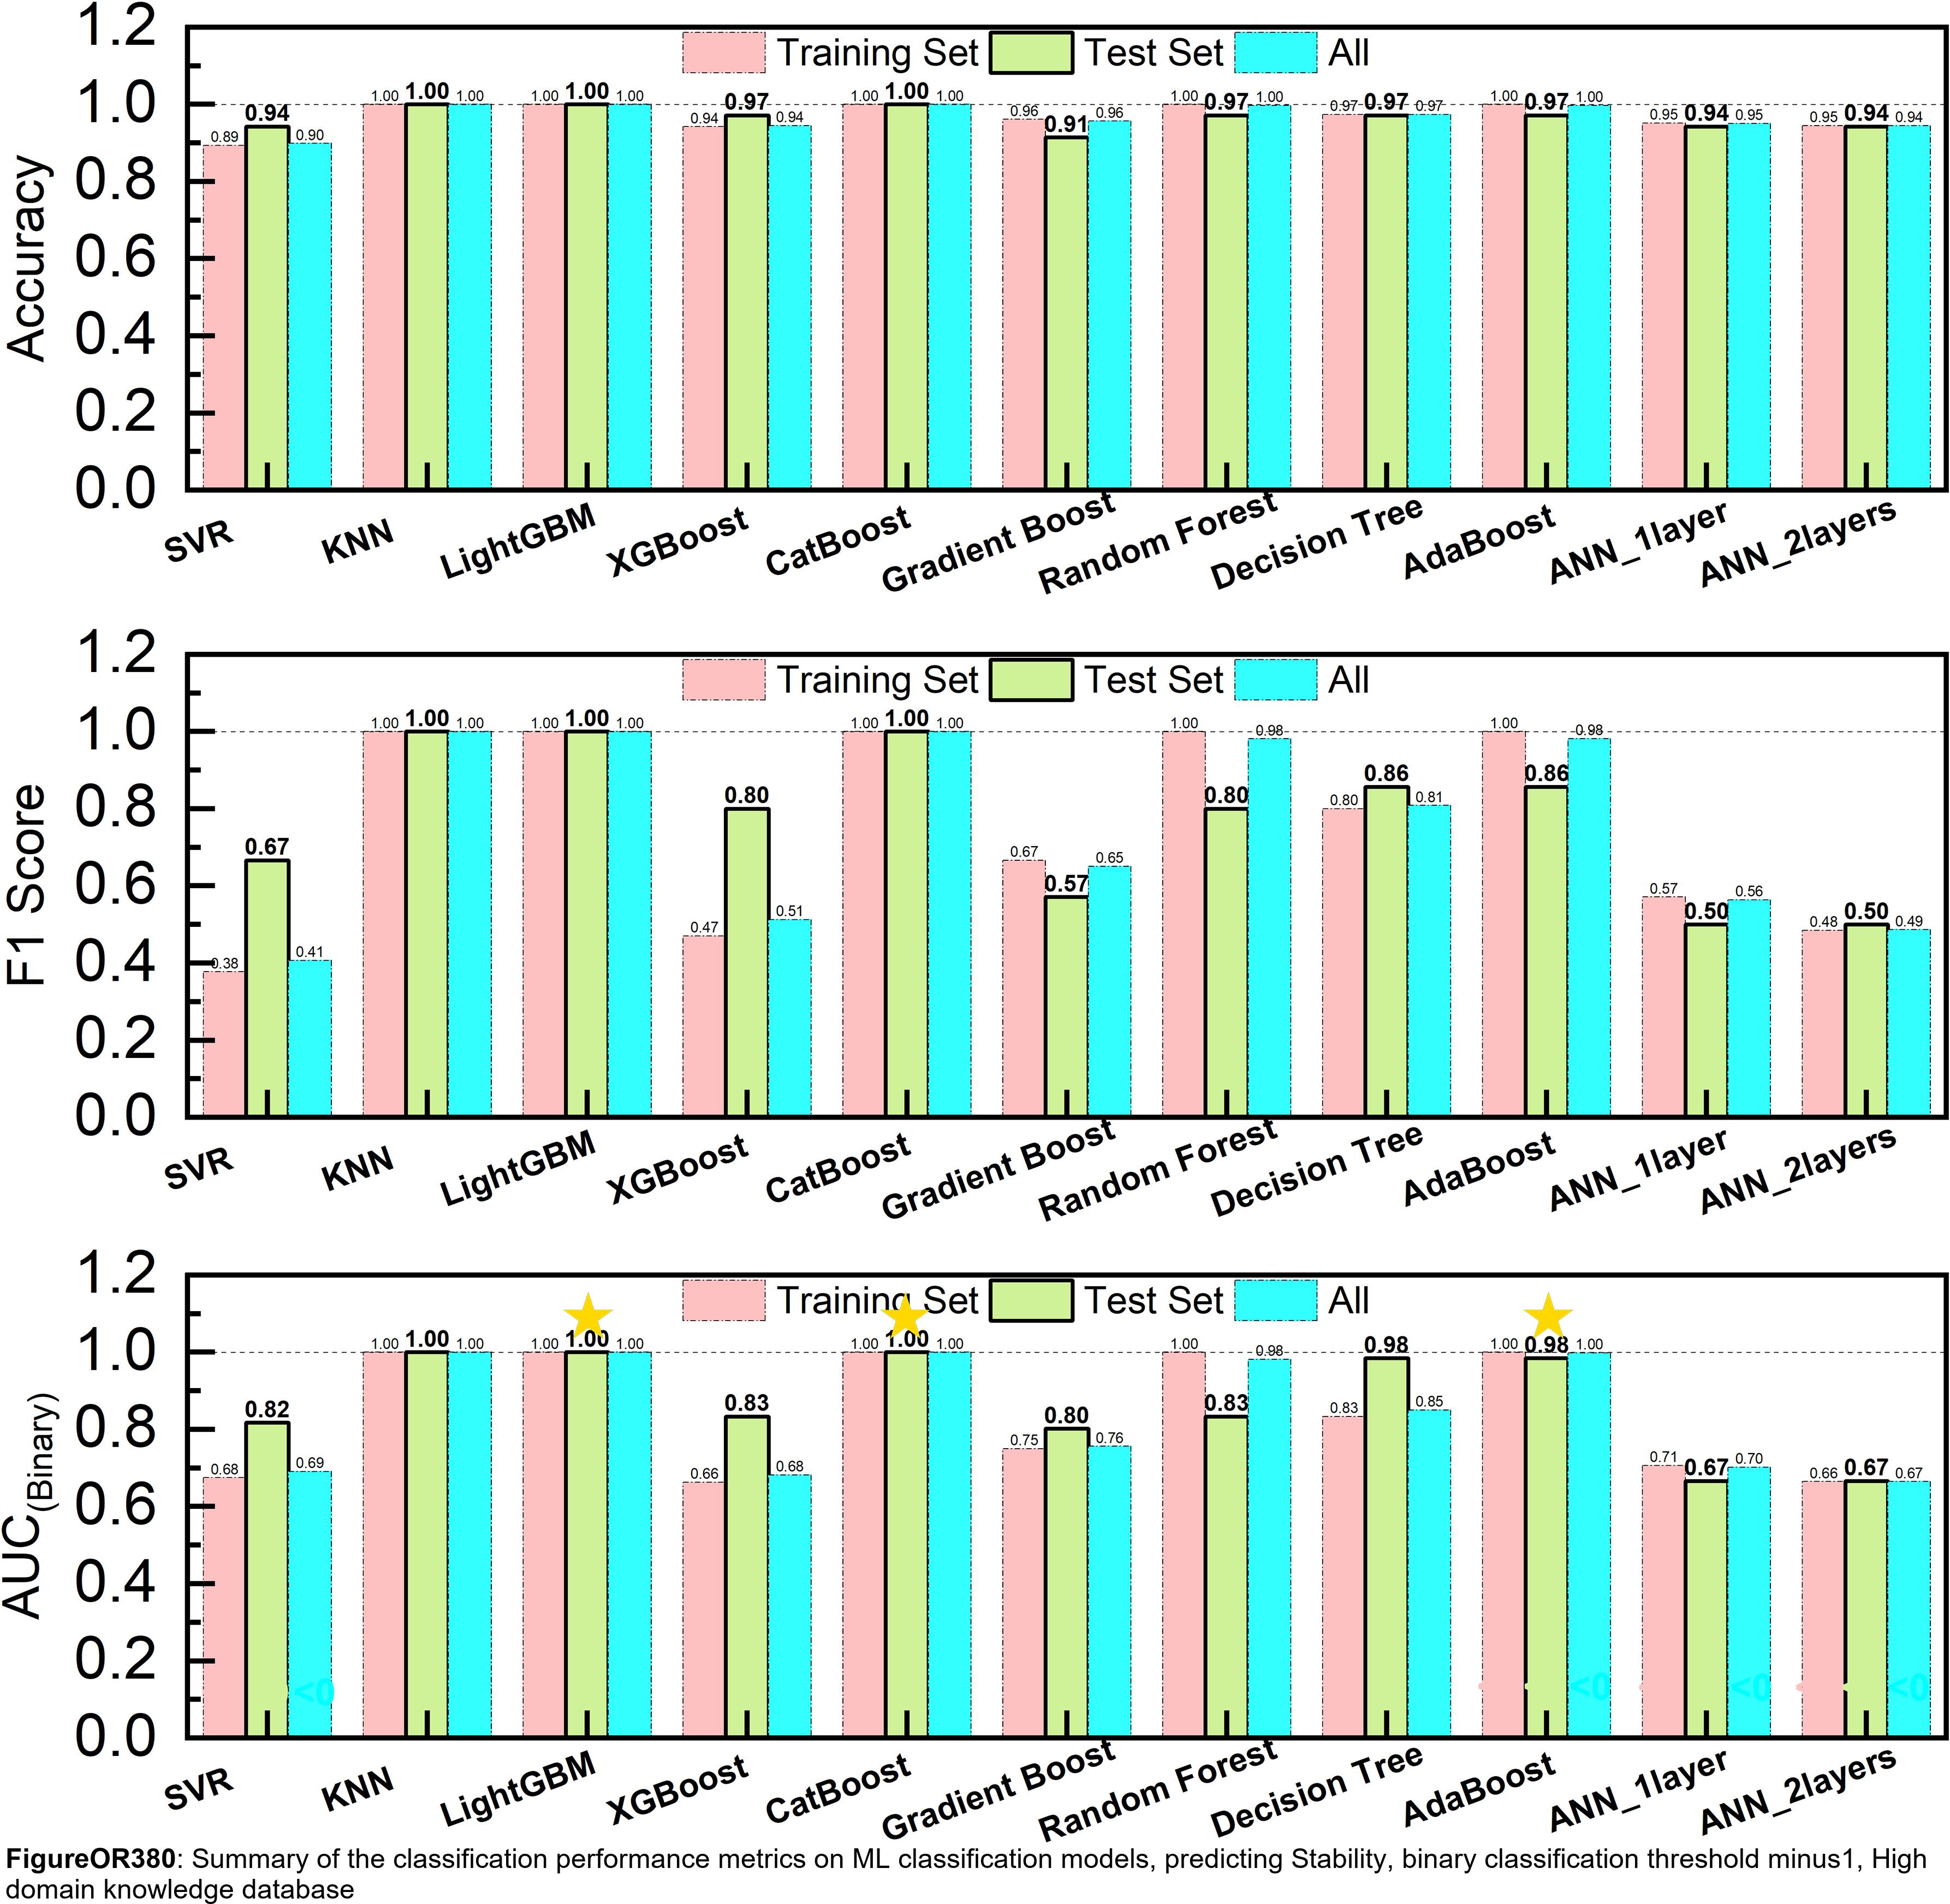 1.2
1.0
0.8
0.6
0.4
0.2
0.0
Accuracy
Training Set Test Set All
0.89 0.94 0.90
1.00 1.00 1.00
1.00 1.00 1.00
0.94 0.97 0.94
1.00 1.00 1.00
0.96 0.91 0.96
1.00 0.97 1.00
0.97 0.97 0.97
1.00 0.97 1.00
0.95 0.94 0.95
0.95 0.94 0.94
SVR KNN LightGBM XGBoost CatBoost Gradient Boost Random Forest Decision Tree AdaBoost ANN_1layer ANN_2layers
1.2
1.0
0.8
0.6
0.4
0.2
0.0
F1 Score
Training Set Test Set All
0.38 0.67 0.41
1.00 1.00 1.00
1.00 1.00 1.00
0.47 0.80 0.51
1.00 1.00 1.00
0.67 0.57 0.65
1.00 0.80 0.98
0.80 0.86 0.81
1.00 0.86 0.98
0.57 0.50 0.56
0.48 0.50 0.49
SVR KNN LightGBM XGBoost CatBoost Gradient Boost Random Forest Decision Tree AdaBoost ANN_1layer ANN_2layers
1.2
1.0
0.8
0.6
0.4
0.2
0.0
AUC(Binary)
Training Set Test Set All
0.68 0.82 0.69
1.00 1.00 1.00
1.00 1.00 1.00
0.66 0.83 0.68
1.00 1.00 1.00
0.75 0.80 0.76
1.00 0.83 0.98
0.83 0.98 0.85
1.00 0.98 1.00
0.71 0.67 0.70
0.66 0.67 0.67
<0 <0 <0 <0
SVR KNN LightGBM XGBoost CatBoost Gradient Boost Random Forest Decision Tree AdaBoost ANN_1layer ANN_2layers
FigureOR380: Summary of the classification performance metrics on ML classification models, predicting Stability, binary classification threshold minus1, High
domain knowledge database